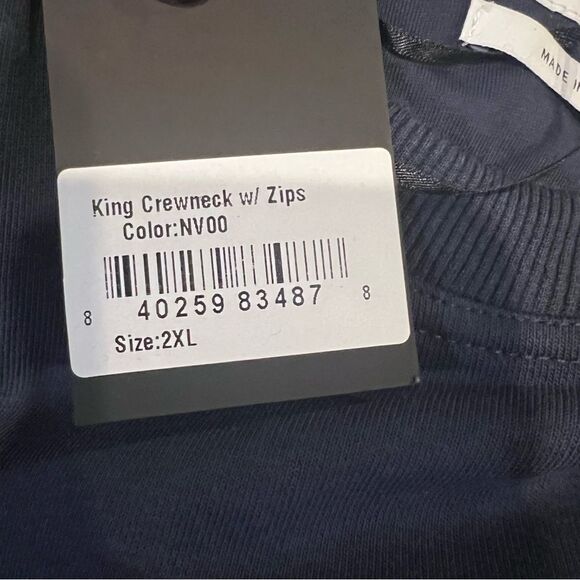 MADE IN
King Crewneck w/ Zips
Color:NV00
8 40259 83487 8
Size:2XL